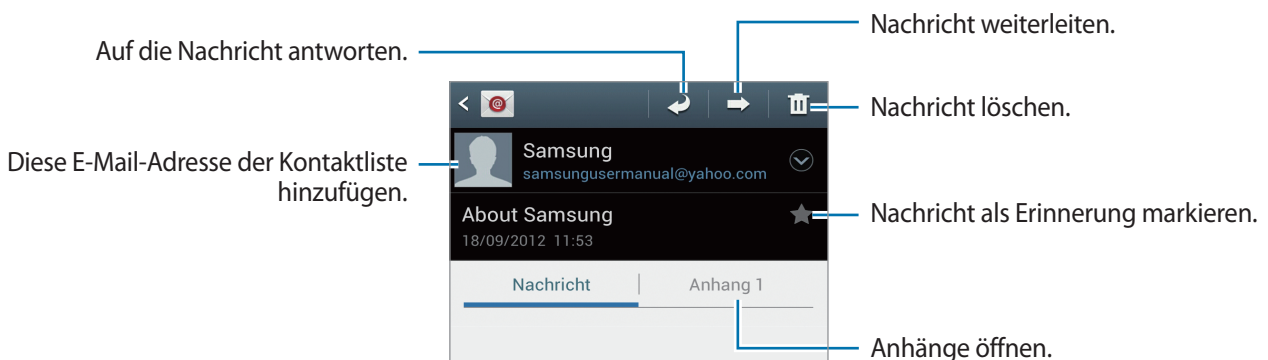 Nachricht weiterleiten.
Auf die Nachricht antworten.
Nachricht löschen.
Diese E-Mail-Adresse der Kontaktliste
hinzufügen.
Samsung
samsungusermanual@yahoo.com
About Samsung
18/09/2012 11:53
Nachricht als Erinnerung markieren.
Nachricht
Anhang 1
Anhänge öffnen.